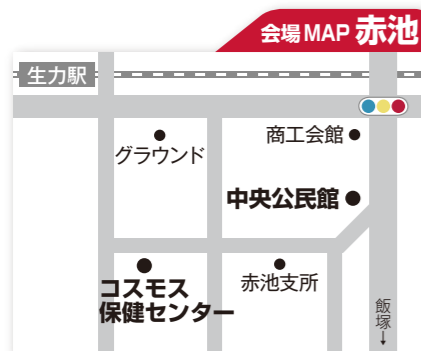 会場MAP 赤池
生力駅
グラウンド
商工会館
中央公民館
コスモス
保健センター
赤池支所
飯塚↓